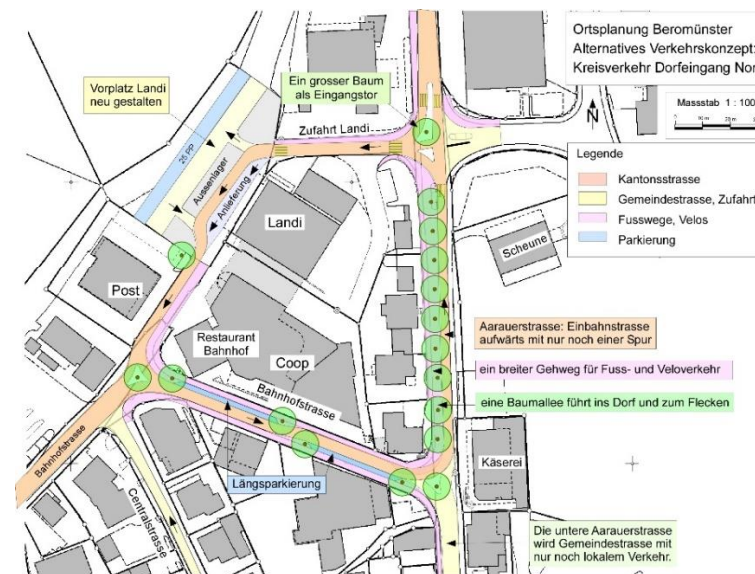 Ortsplanung Beromünster
Alternatives Verkehrskonzept:
Kreisverkehr Dorfeingang Nor
Massstab 1 : 100
N
Legende
Kantonsstrasse
Gemeindestrasse, Zufahrt
Fusswege, Velos
Parkierung
Vorplatz Landi
neu gestalten
Ein grosser Baum
als Eingangstor
Zufahrt Landi
25 PP
Aussenlager
Anlieferung
Landi
Scheune
Post
Restaurant
Bahnhof
Coop
Aarauerstrasse: Einbahnstrasse
aufwärts mit nur noch einer Spur
ein breiter Gehweg für Fuss- und Veloverkehr
eine Baumallee führt ins Dorf und zum Flecken
Bahnhofstrasse
Bahnhofstrasse
Längsparkierung
Käserei
Centralstrasse
Die untere Aarauerstrasse
wird Gemeindestrasse mit
nur noch lokalem Verkehr.